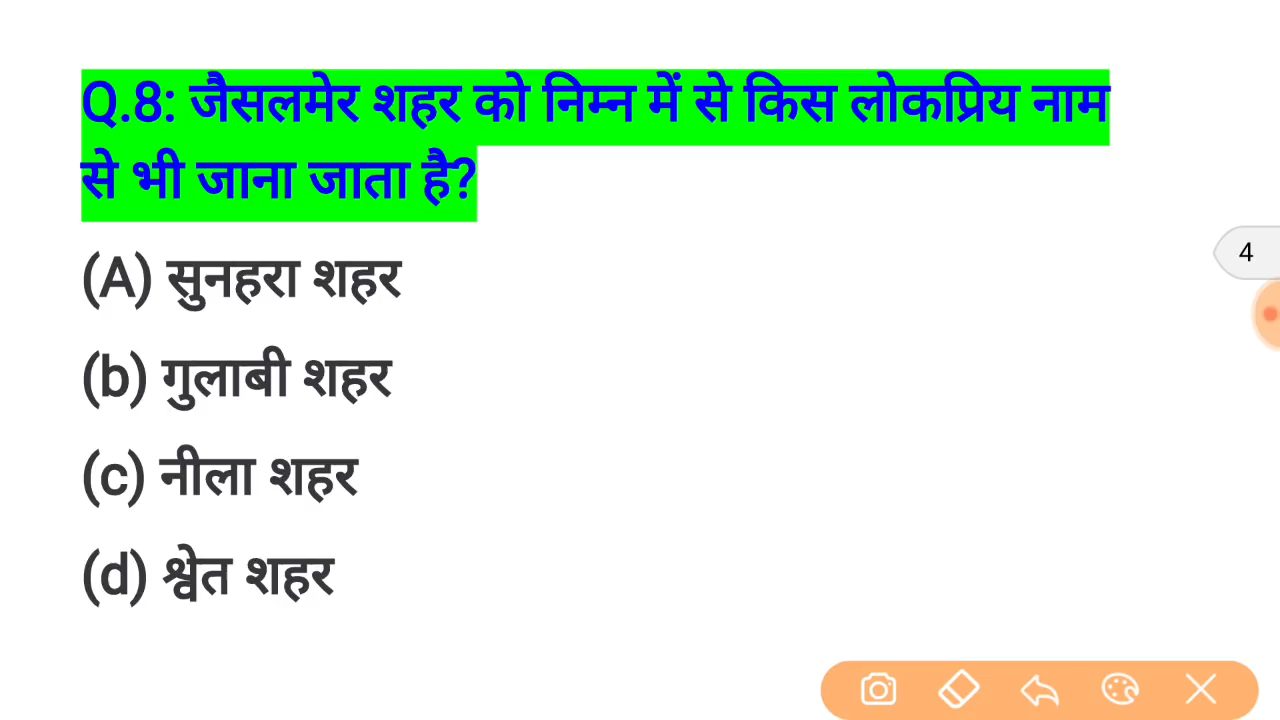 Q.8: जैसलमेर शहर को निम्न में से किस लोकप्रिय नाम
से भी जाना जाता है?
(A) सुनहरा शहर
4
(b) गुलाबी शहर
(c) नीला शहर
(d) श्वेत शहर